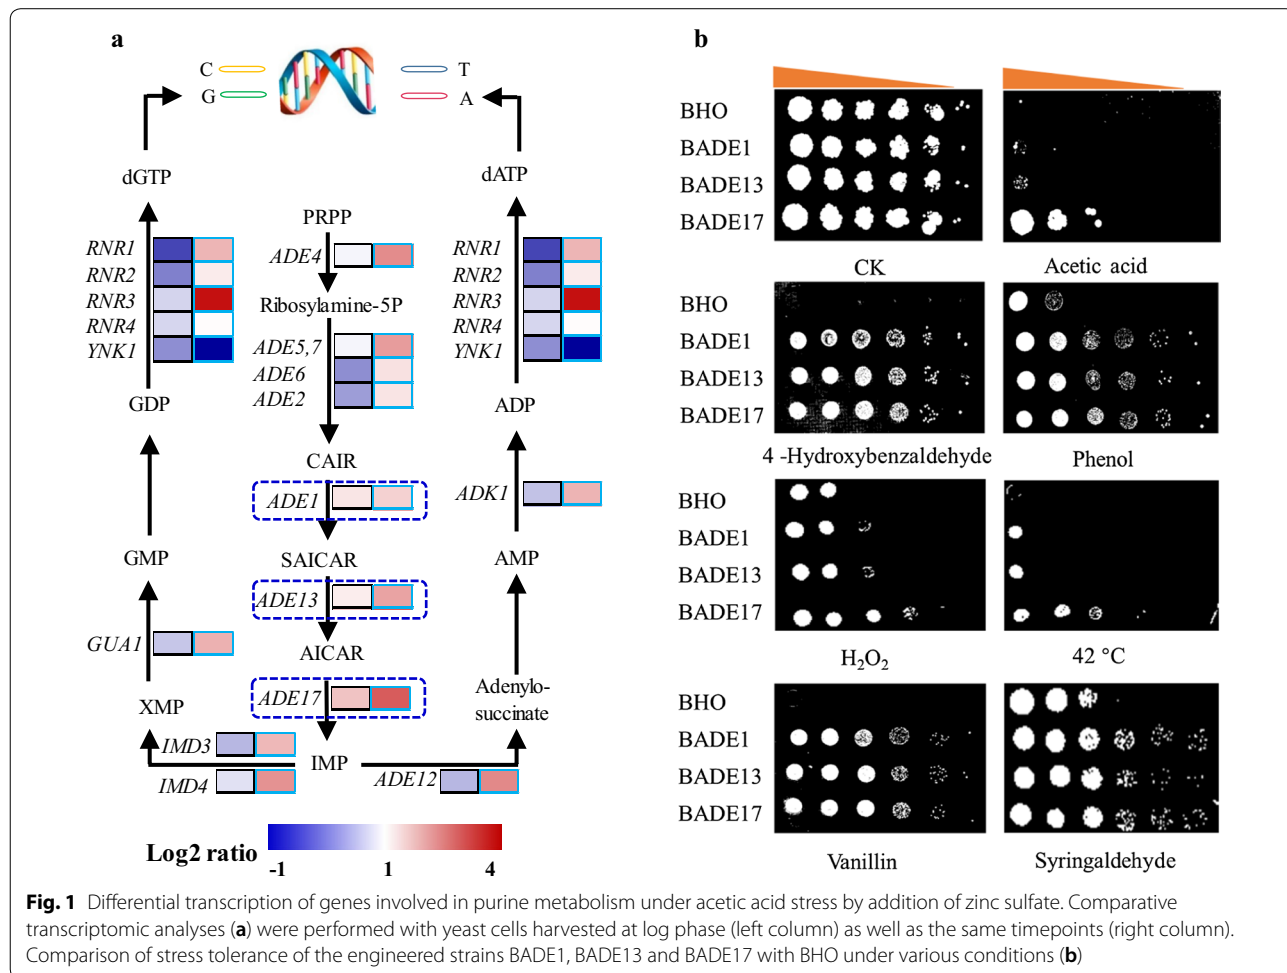 a
C
T
G
A
dGTP
dATP
PRPP
RNR1
RNR2
RNR3
RNR4
YNK1
ADE4
RNR1
RNR2
RNR3
RNR4
YNK1
Ribosylamine-5P
ADE5,7
ADE6
ADE2
GDP
ADP
CAIR
ADE1
ADK1
GMP
SAICAR
AMP
ADE13
GUA1
AICAR
ADE17
XMP
Adenylo-
succinate
IMD3
IMP
IMD4
ADE12
Log2 ratio
-1
1
4
b
BHO
BADE1
BADE13
BADE17
CK
Acetic acid
BHO
BADE1
BADE13
BADE17
4 -Hydroxybenzaldehyde
Phenol
BHO
BADE1
BADE13
BADE17
H₂O₂
42 °C
BHO
BADE1
BADE13
BADE17
Vanillin
Syringaldehyde
Fig. 1 Differential transcription of genes involved in purine metabolism under acetic acid stress by addition of zinc sulfate. Comparative
transcriptomic analyses (a) were performed with yeast cells harvested at log phase (left column) as well as the same timepoints (right column).
Comparison of stress tolerance of the engineered strains BADE1, BADE13 and BADE17 with BHO under various conditions (b)